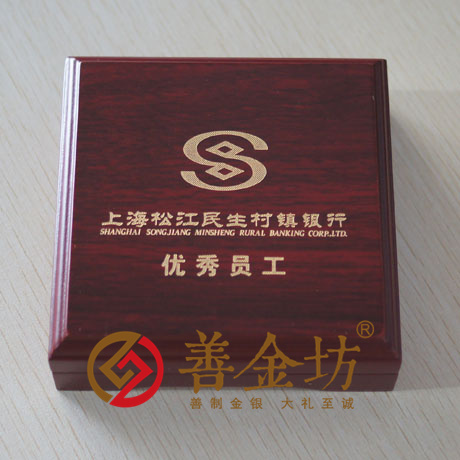 上海松江民生村镇银行
SHANGHAI SONGJIANG MINSHENG RURAL BANKING CORP.LTD.
优秀员工
善金坊®
善制金银 大礼至诚